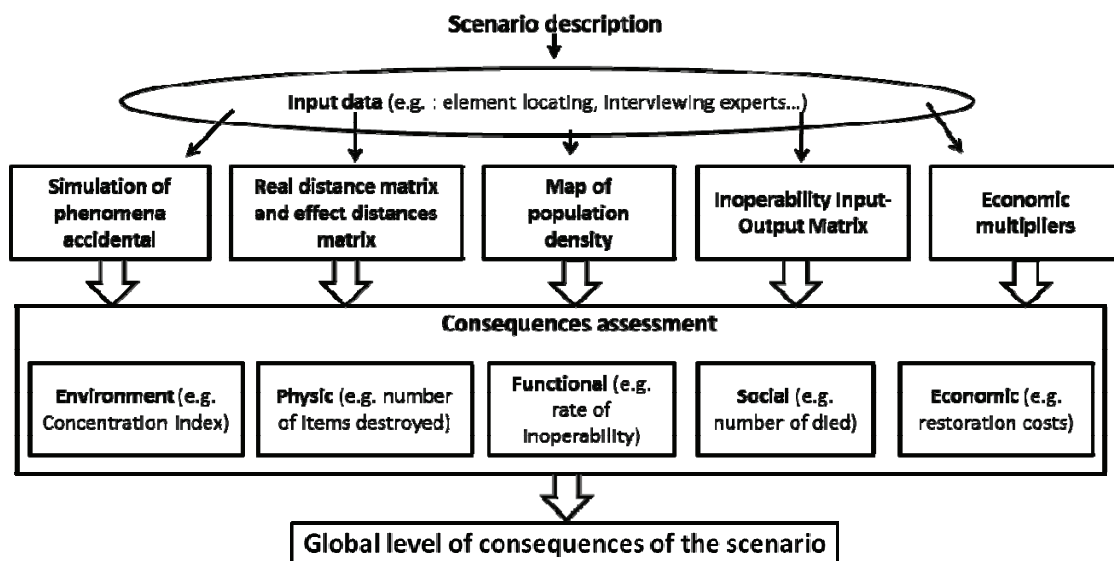 Scenario description
Input data (e.g. : element locating, Interviewing experts...)
Simulation of
phenomena
accidental
Real distance matrix
and effect distances
matrix
Map of
population
density
Inoperability Input-
Output Matrix
Economic
multipliers
Consequences assessment
Environment (e.g.
Concentration Index)
Physic (e.g. number
of Items destroyed)
Functional (e.g.
rate of
Inoperability)
Social (e.g.
number of died)
Economic (e.g.
restoration costs)
Global level of consequences of the scenario